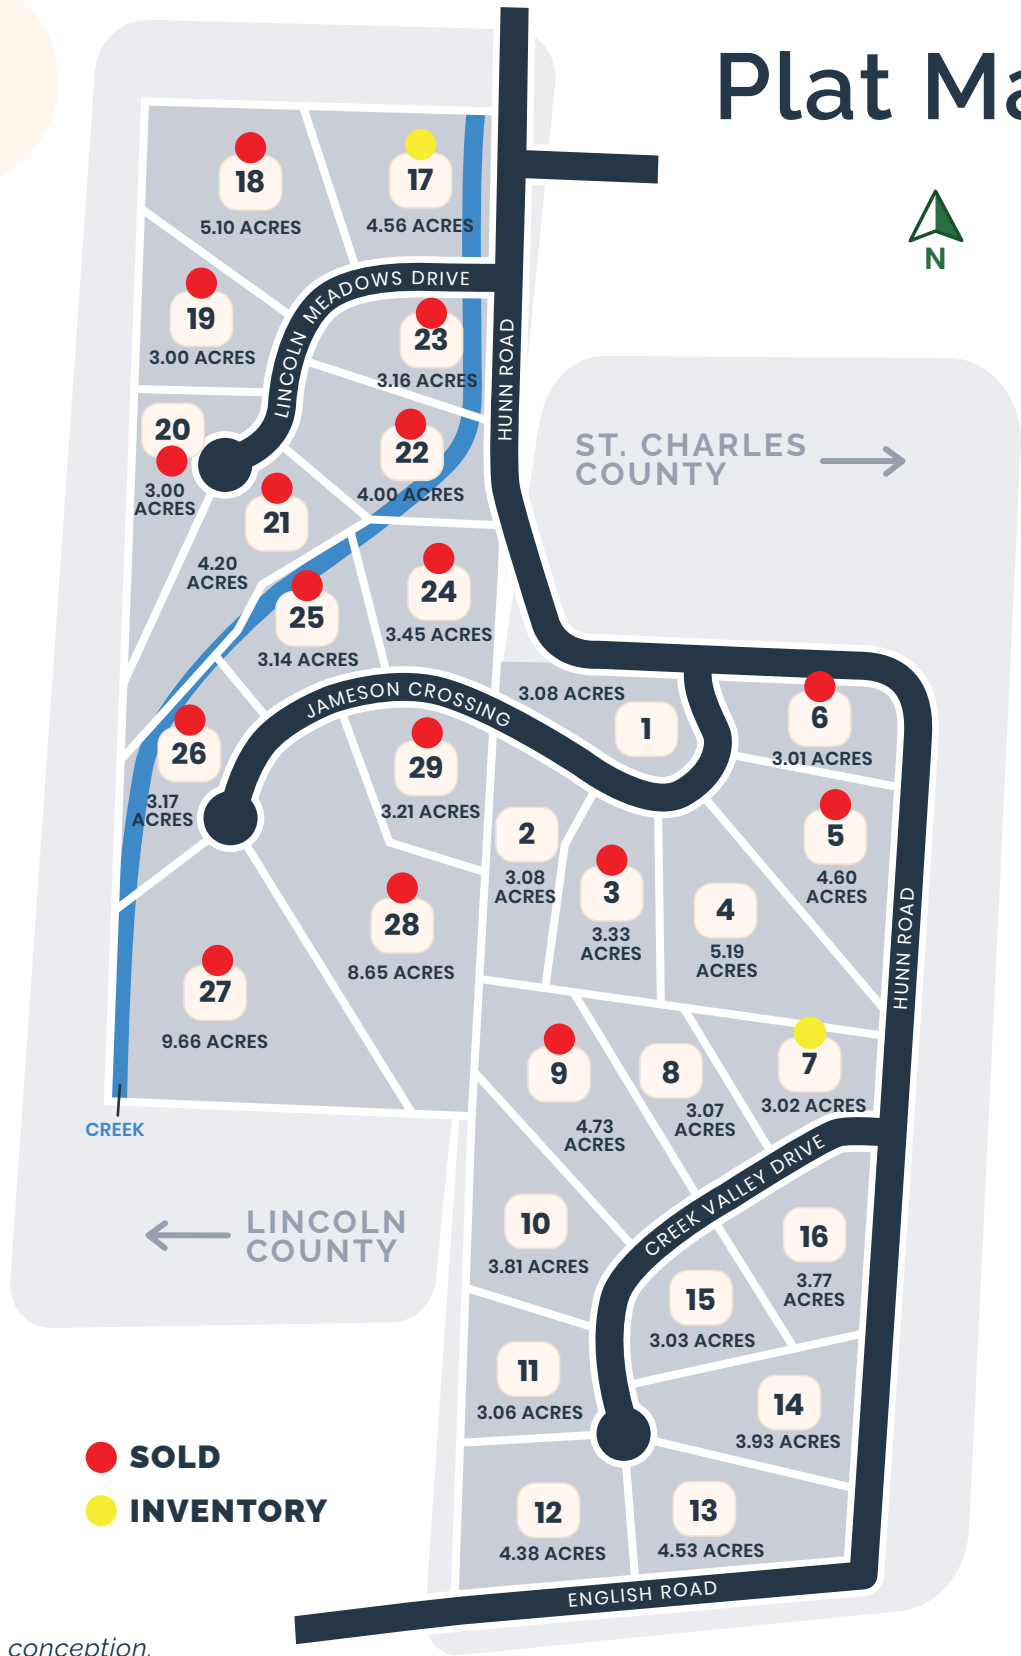 Plat Ma
N
18
5.10 ACRES
17
4.56 ACRES
19
3.00 ACRES
LINCOLN MEADOWS DRIVE
23
3.16 ACRES
HUNN ROAD
20
3.00
ACRES
22
4.00 ACRES
21
4.20
ACRES
ST. CHARLES
COUNTY
24
3.45 ACRES
25
3.14 ACRES
JAMESON CROSSING
3.08 ACRES
1
6
3.01 ACRES
26
3.17
ACRES
29
3.21 ACRES
2
3.08
ACRES
3
3.33
ACRES
4
5.19
ACRES
5
4.60
ACRES
HUNN ROAD
28
8.65 ACRES
27
9.66 ACRES
CREEK
9
4.73
ACRES
8
3.07
ACRES
7
3.02 ACRES
CREEK VALLEY DRIVE
LINCOLN
COUNTY
10
3.81 ACRES
16
3.77
ACRES
15
3.03 ACRES
11
3.06 ACRES
14
3.93 ACRES
12
4.38 ACRES
13
4.53 ACRES
SOLD
INVENTORY
ENGLISH ROAD
conception.